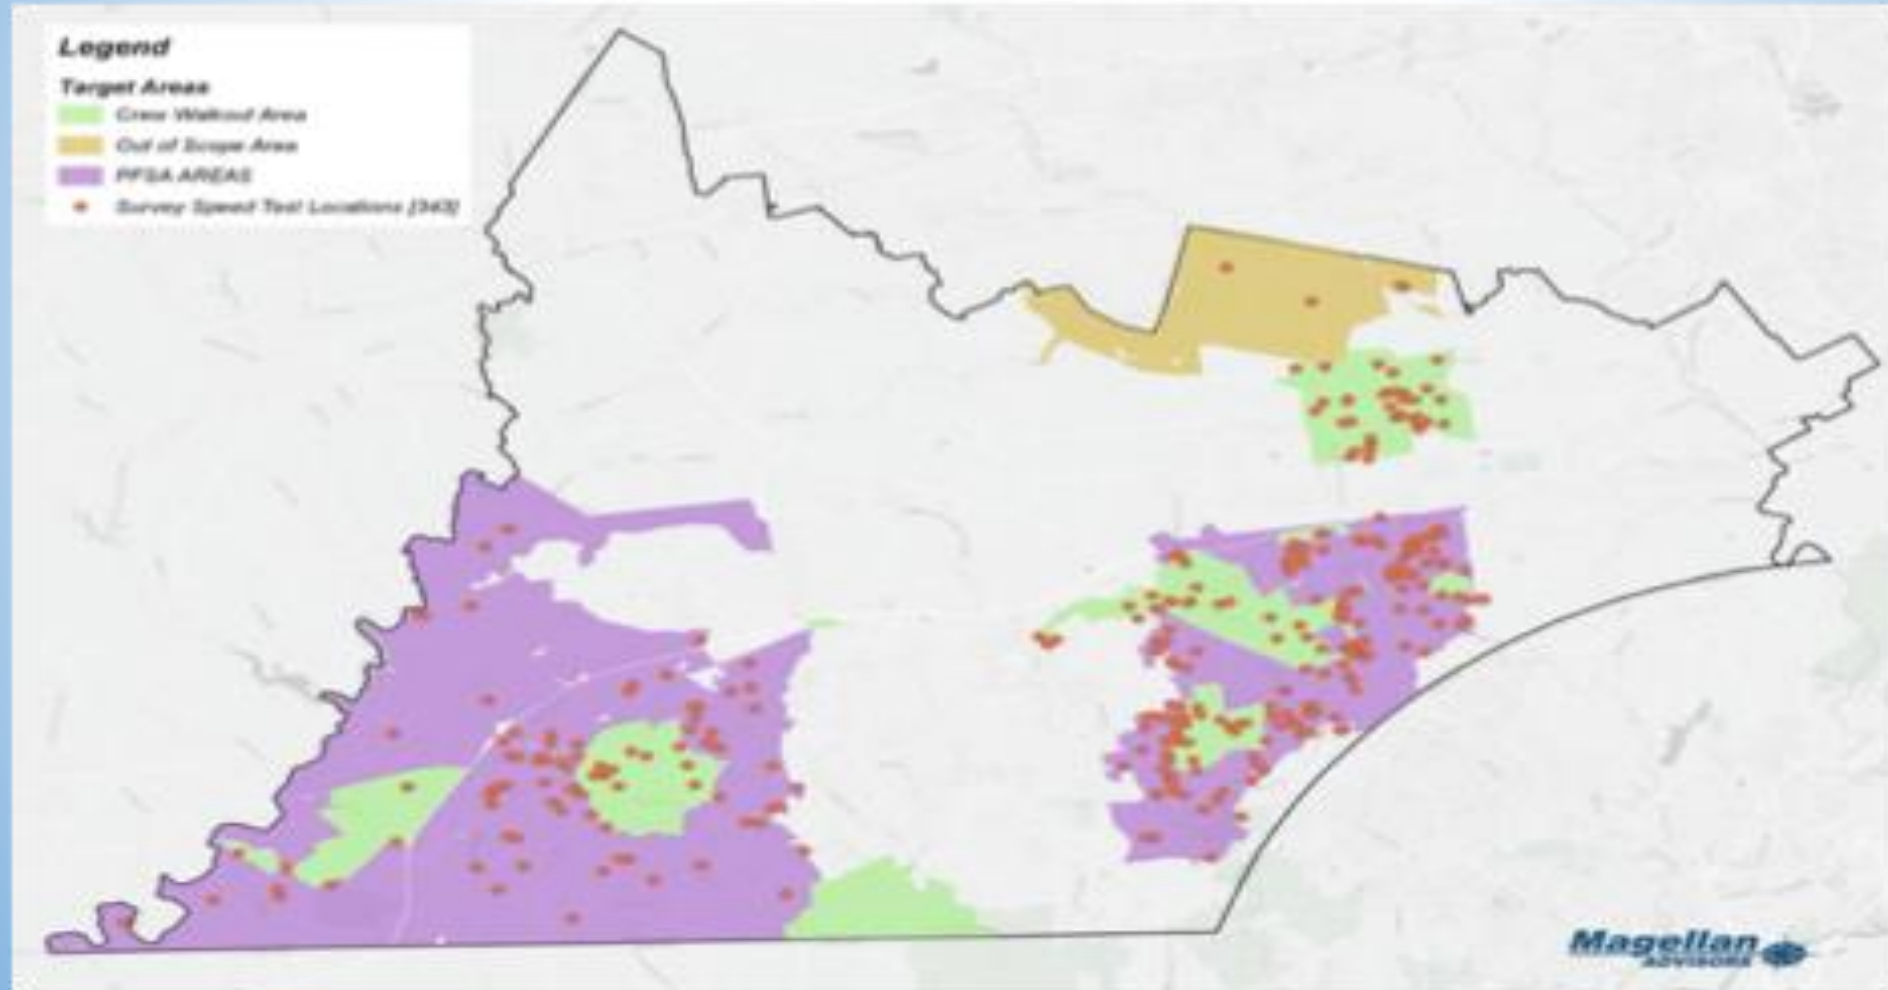 Legend
Target Areas
Crew Walkout Area
Out of Scope Area
PFSA AREAS
Survey Speed Test Locations [343]
Magellan
ADVISORS